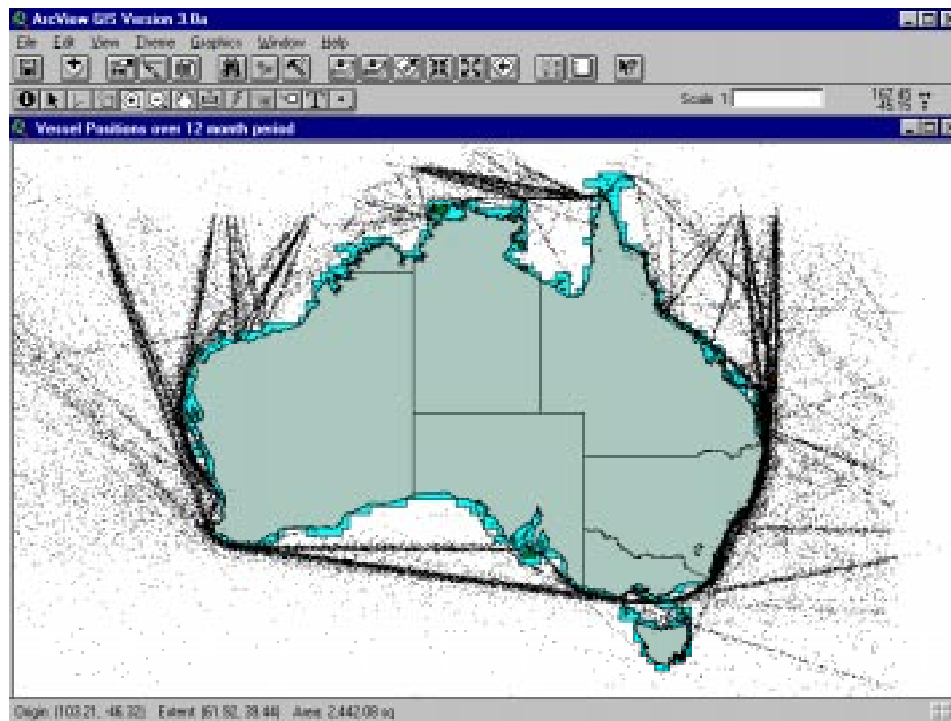 ArcView GIS Version 3.0a
File Edit View Theme Graphics Window Help
Scale 1:
Vessel Positions over 12 month period
Origin: (103.21, -46.32) Extent: (61.92, 39.44) Area: 2,442.08 sq